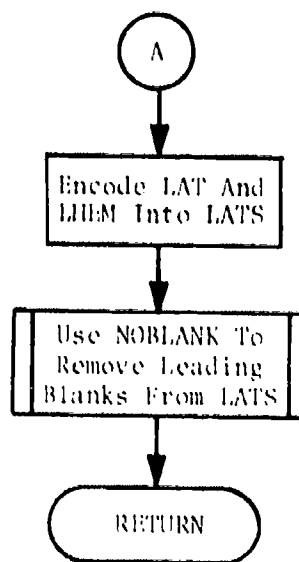 A
Encode LAT And
LHEM Into LATS
Use NOBLANK To
Remove Leading
Blanks From LATS
RETURN